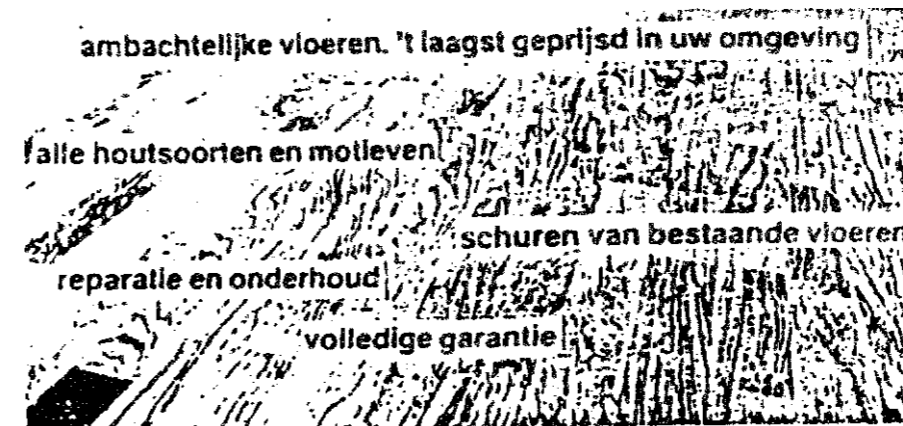 ambachtelijke vloeren. 't laagst geprijsd in uw omgeving
alle houtsoorten en motieven
schuren van bestaande vloeren
reparatie en onderhoud
volledige garantie